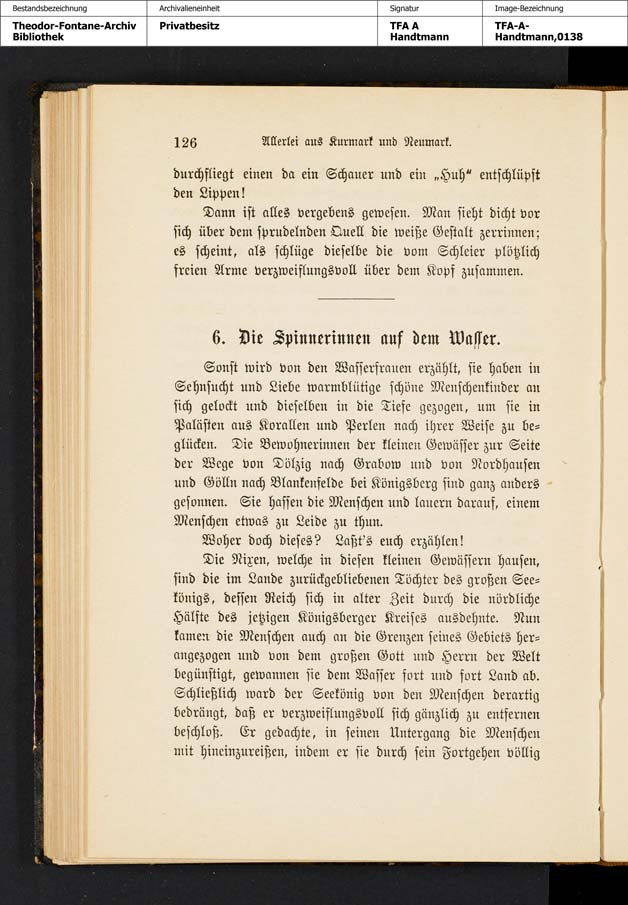 Bestandsbezeichnung Archivalieneinheit Signatur Image-Bezeichnung
Theodor-Fontane-Archiv Privatbesitz TFA A TFA-A-
Bibliothek Handtmann Handtmann,0138
126 Allerlei aus Kurmark und Neumark.
durchfliegt einen da ein Schauer und ein „Huh“ entschlüpft
den Lippen!
Dann ist alles vergebens gewesen. Man sieht dicht vor
sich über dem sprudelnden Quell die weiße Gestalt zerrinnen;
es scheint, als schlüge dieselbe die vom Schleier plötzlich
freien Arme verzweiflungsvoll über dem Kopf zusammen.
6. Die Spinnerinnen auf dem Wasser.
Sonst wird von den Wasserfrauen erzählt, sie haben in
Sehnsucht und Liebe warmblütige schöne Menschenkinder an
sich gelockt und dieselben in die Tiefe gezogen, um sie in
Palästen aus Korallen und Perlen nach ihrer Weise zu be-
glücken. Die Bewohnerinnen der kleinen Gewässer zur Seite
der Wege von Dölzig nach Grabow und von Nordhausen
und Gölln nach Blankenfelde bei Königsberg sind ganz anders
gesonnen. Sie hassen die Menschen und lauern darauf, einem
Menschen etwas zu Leide zu thun.
Woher doch dieses? Laßt's euch erzählen!
Die Nixen, welche in diesen kleinen Gewässern hausen,
sind die im Lande zurückgebliebenen Töchter des großen See-
königs, dessen Reich sich in alter Zeit durch die nördliche
Hälfte des jetzigen Königsberger Kreises ausdehnte. Nun
kamen die Menschen auch an die Grenzen seines Gebiets her-
angezogen und von dem großen Gott und Herrn der Welt
begünstigt, gewannen sie dem Wasser fort und fort Land ab.
Schließlich ward der Seekönig von den Menschen derartig
bedrängt, daß er verzweiflungsvoll sich gänzlich zu entfernen
beschloß. Er gedachte, in seinen Untergang die Menschen
mit hineinzureißen, indem er sie durch sein Fortgehen völlig